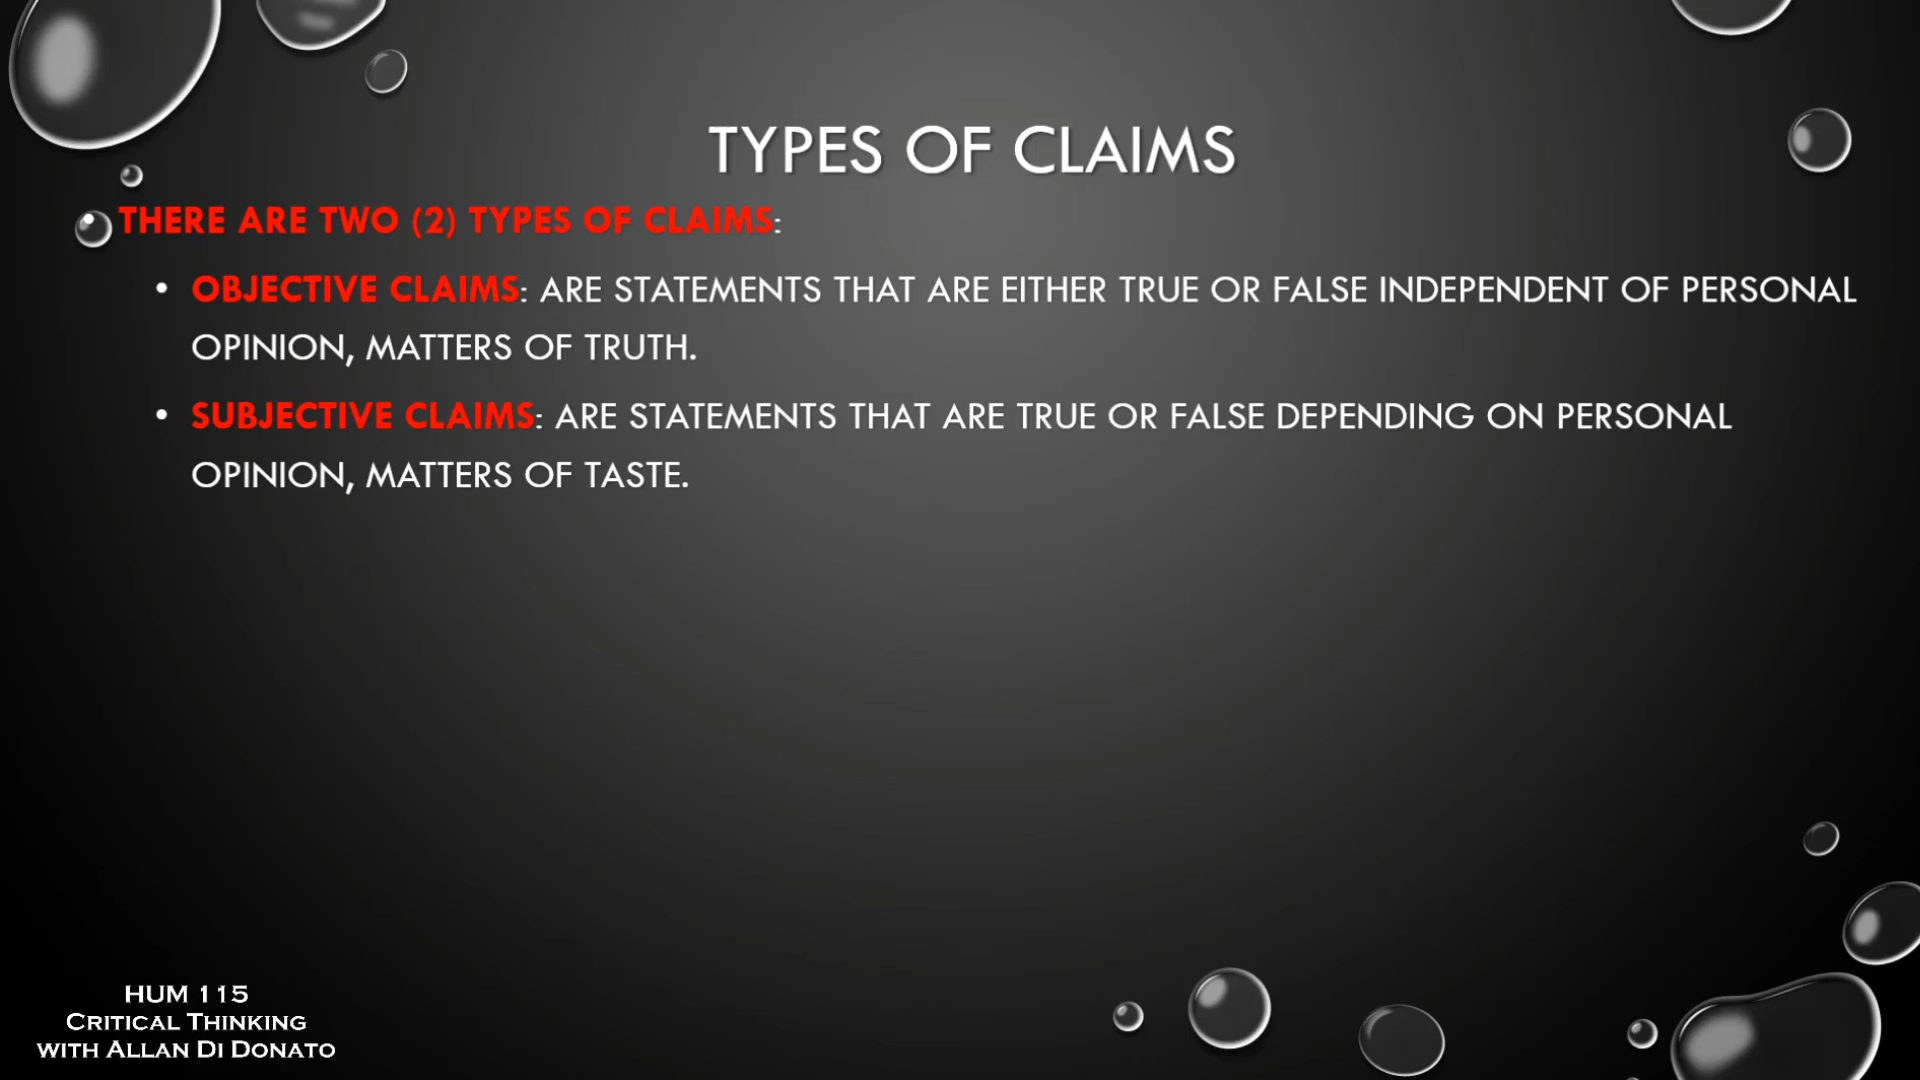 TYPES OF CLAIMS
THERE ARE TWO (2) TYPES OF CLAIMS:
• OBJECTIVE CLAIMS: ARE STATEMENTS THAT ARE EITHER TRUE OR FALSE INDEPENDENT OF PERSONAL
OPINION, MATTERS OF TRUTH.
• SUBJECTIVE CLAIMS: ARE STATEMENTS THAT ARE TRUE OR FALSE DEPENDING ON PERSONAL
OPINION, MATTERS OF TASTE.
HUM 115
CRITICAL THINKING
WITH ALLAN DI DONATO